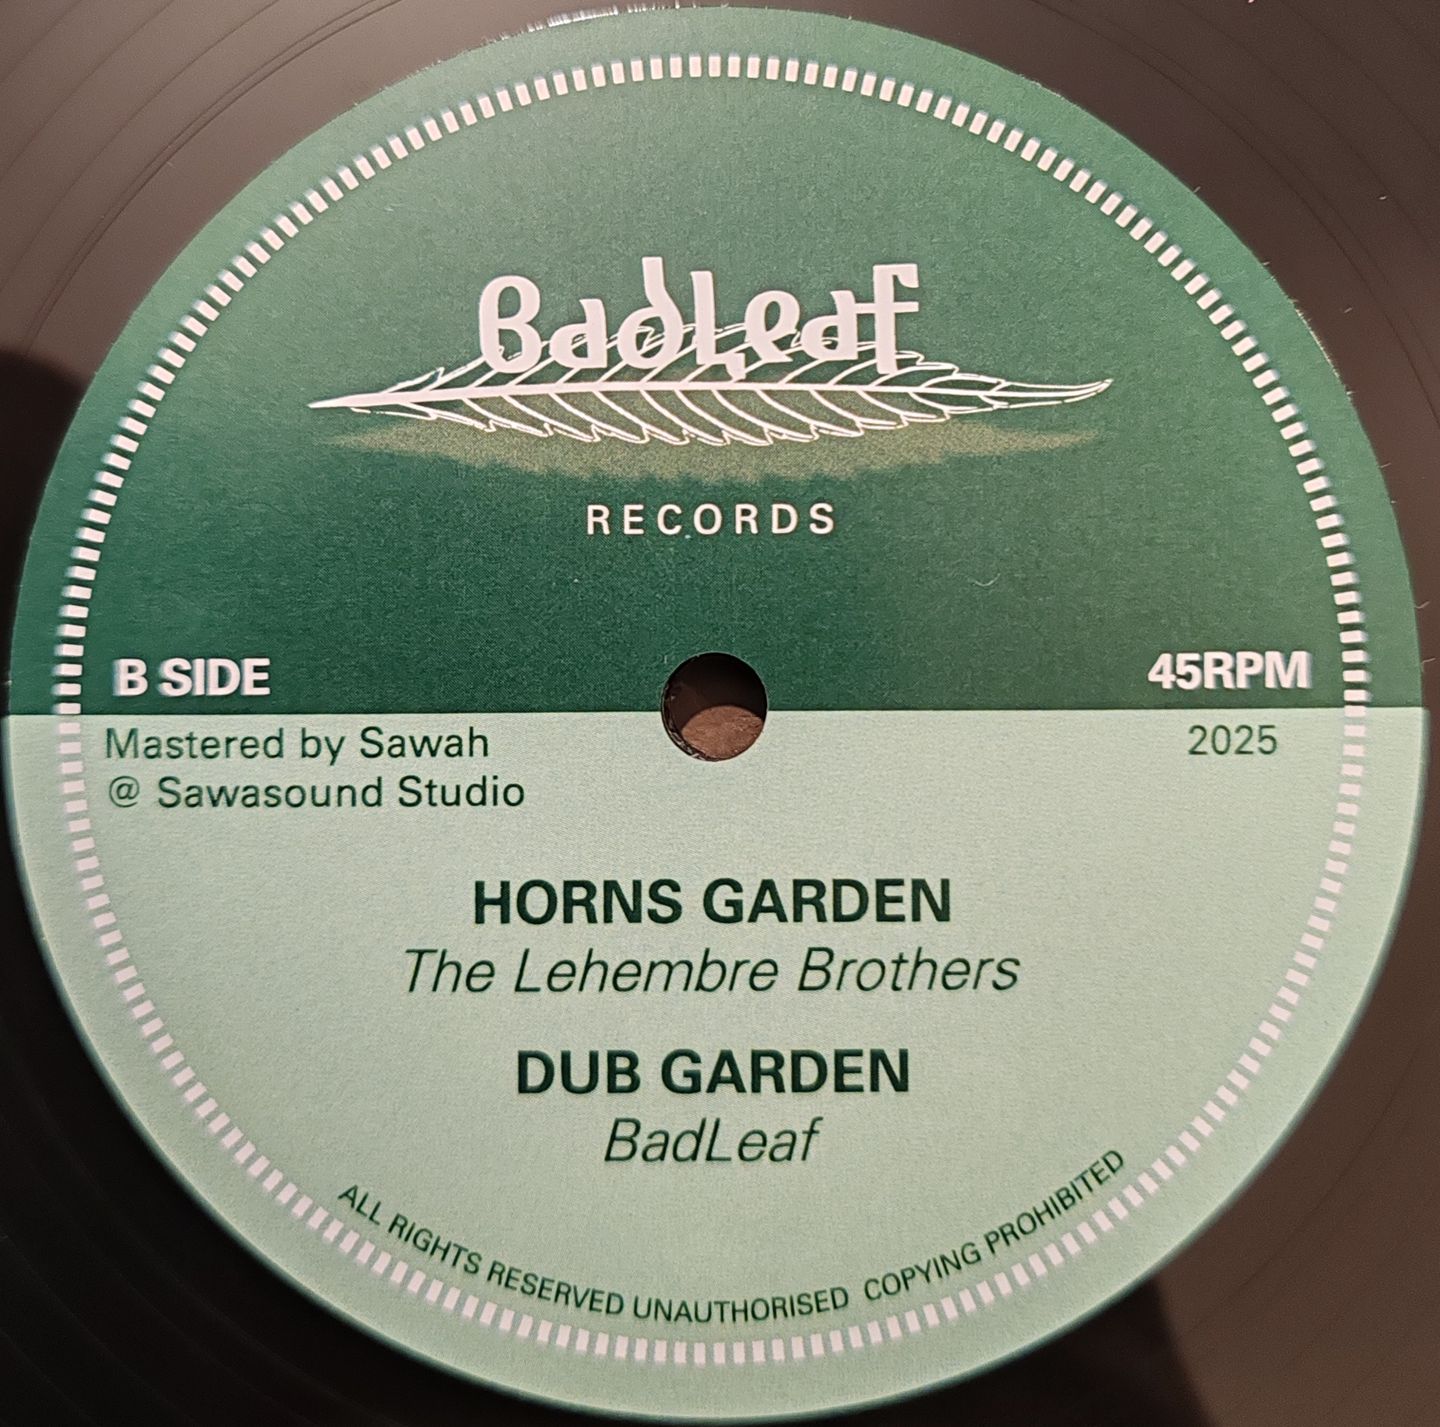 BadLeaf
RECORDS
B SIDE
45RPM
Mastered by Sawah
@ Sawasound Studio
2025
HORNS GARDEN
The Lehembre Brothers
DUB GARDEN
BadLeaf
ALL RIGHTS RESERVED UNAUTHORISED COPYING PROHIBITED